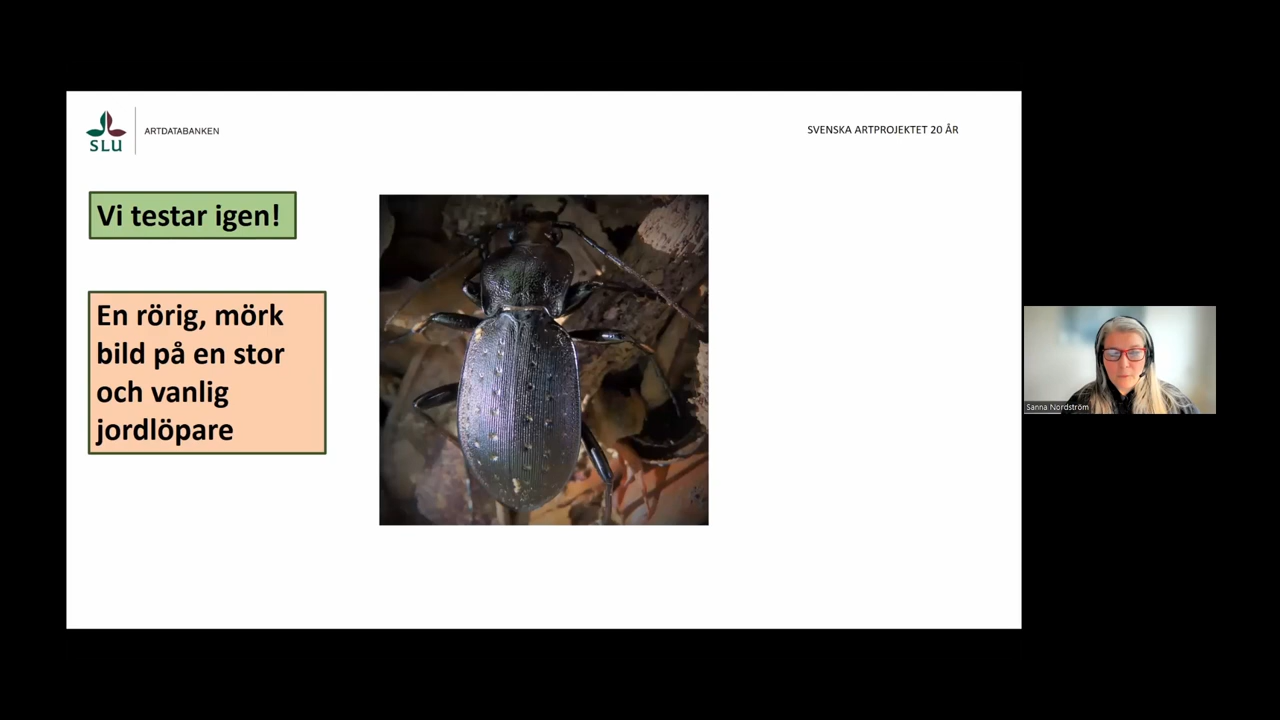 SLU
ARTDATABANKEN
SVENSKA ARTPROJEKTET 20 ÅR
Vi testar igen!
En rörig, mörk
bild på en stor
och vanlig
jordlöpare
Sanna Nordström